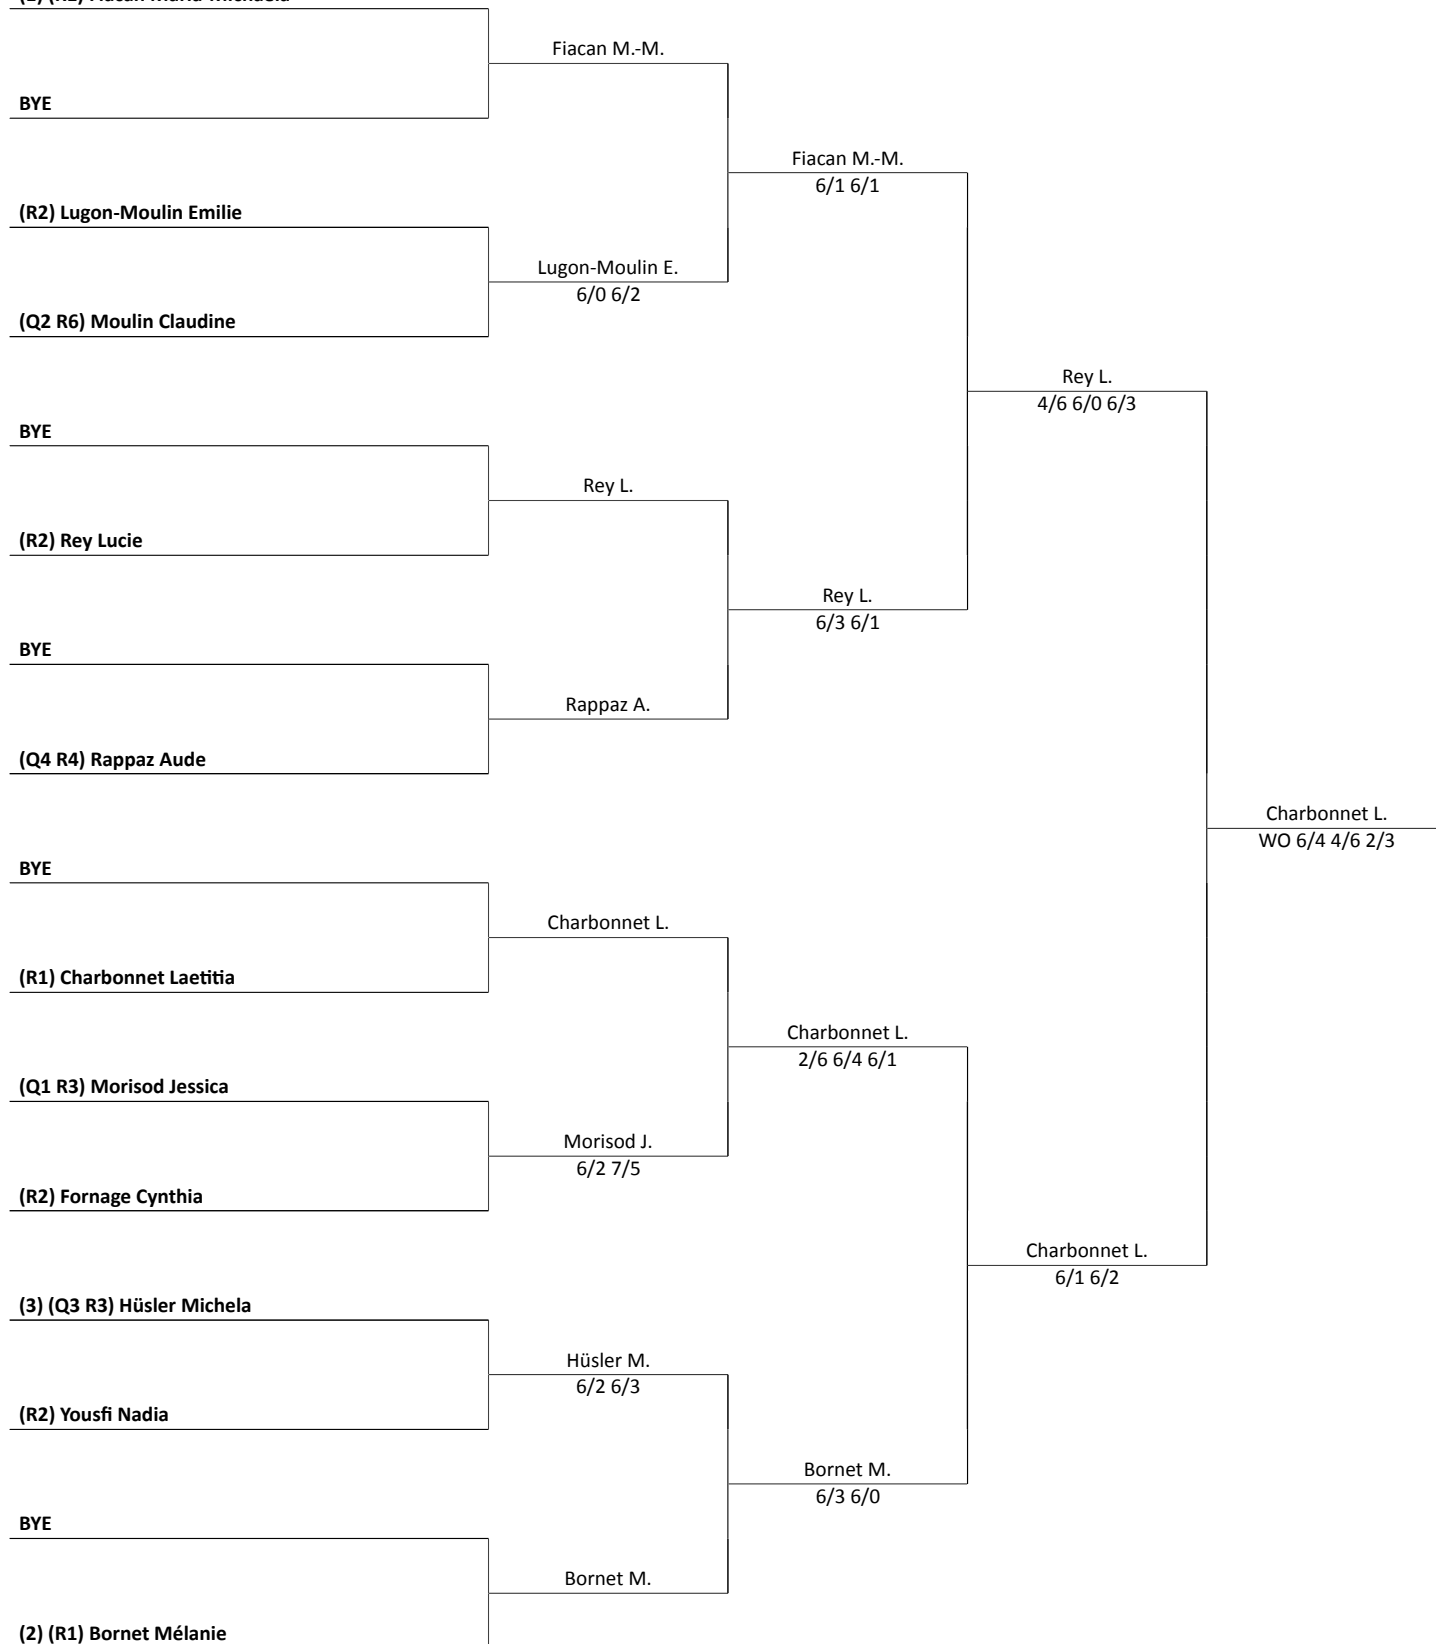 Fiacan M.-M.
BYE
Fiacan M.-M.
6/1 6/1
(R2) Lugon-Moulin Emilie
Lugon-Moulin E.
6/0 6/2
(Q2 R6) Moulin Claudine
Rey L.
4/6 6/0 6/3
BYE
Rey L.
(R2) Rey Lucie
Rey L.
6/3 6/1
BYE
Rappaz A.
(Q4 R4) Rappaz Aude
Charbonnet L.
WO 6/4 4/6 2/3
BYE
Charbonnet L.
(R1) Charbonnet Laetitia
Charbonnet L.
2/6 6/4 6/1
(Q1 R3) Morisod Jessica
Morisod J.
6/2 7/5
(R2) Fornage Cynthia
Charbonnet L.
6/1 6/2
(3) (Q3 R3) Hüsler Michela
Hüsler M.
6/2 6/3
(R2) Yousfi Nadia
Bornet M.
6/3 6/0
BYE
Bornet M.
(2) (R1) Bornet Mélanie